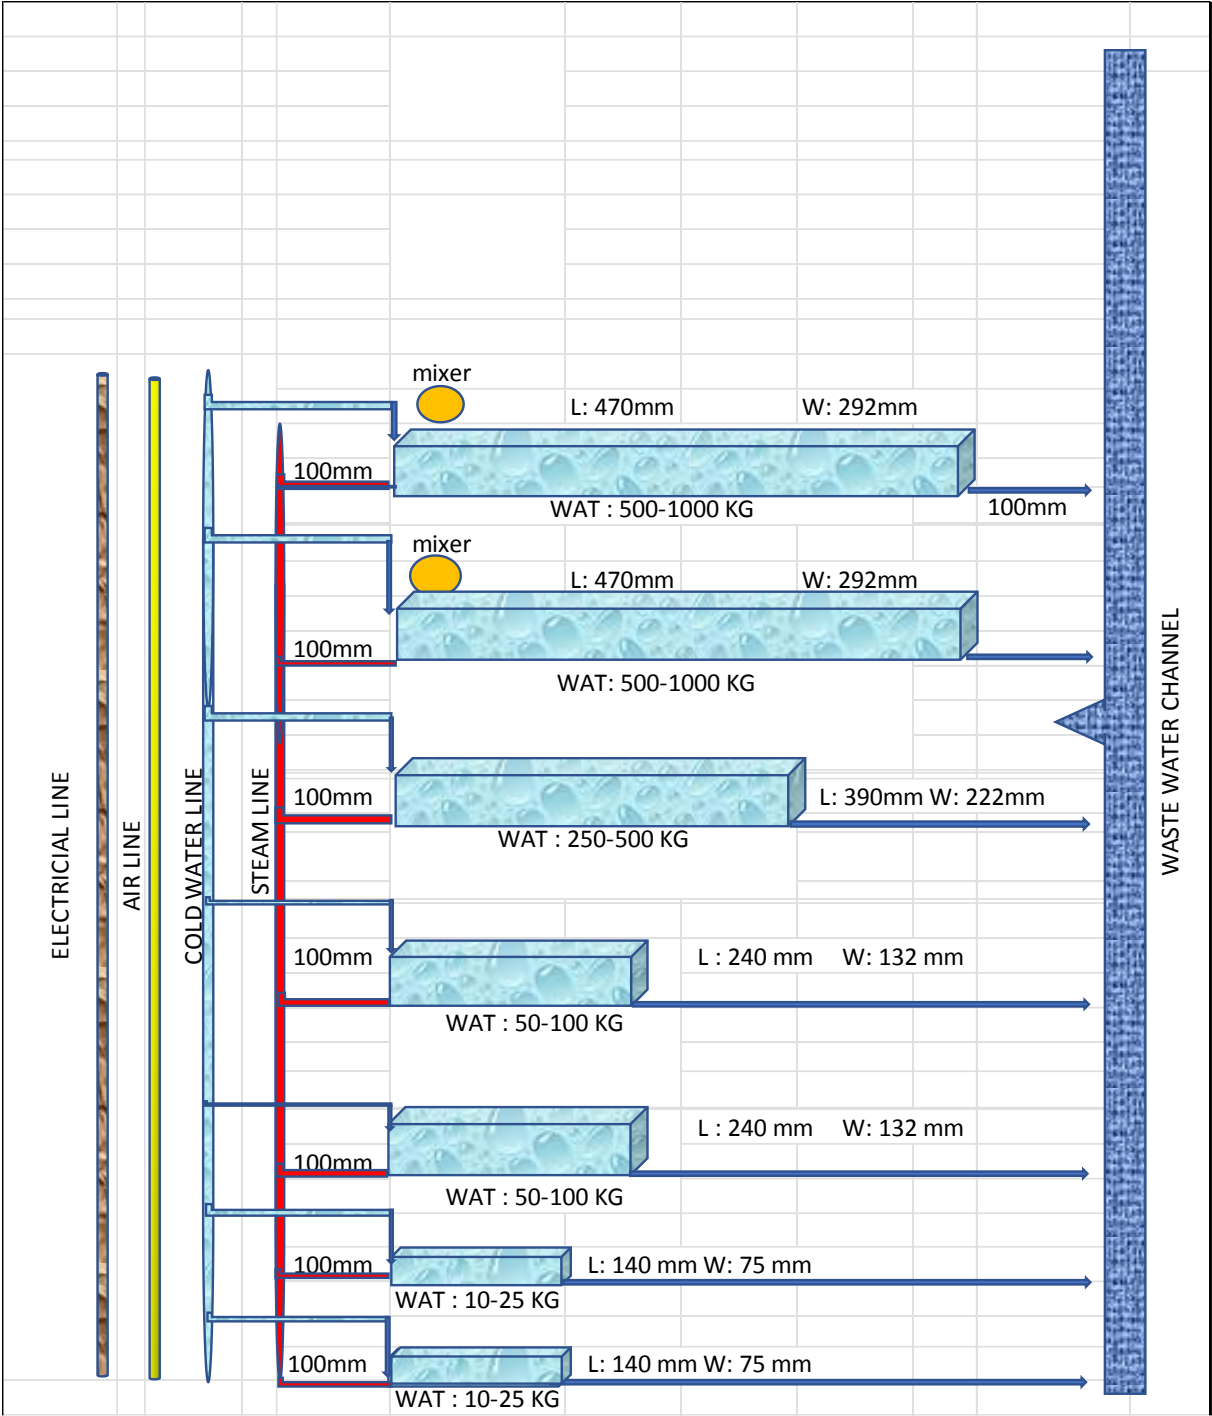 mixer
L: 470mm W: 292mm
100mm
WAT : 500-1000 KG
100mm
mixer
L: 470mm W: 292mm
100mm
WAT: 500-1000 KG
100mm
L: 390mm W: 222mm
WAT : 250-500 KG
ELECTRICIAL LINE
AIR LINE
COLD WATER LINE
STEAM LINE
WASTE WATER CHANNEL
100mm
L : 240 mm W: 132 mm
WAT : 50-100 KG
L : 240 mm W: 132 mm
100mm
WAT : 50-100 KG
100mm
L: 140 mm W: 75 mm
WAT : 10-25 KG
100mm
L: 140 mm W: 75 mm
WAT : 10-25 KG